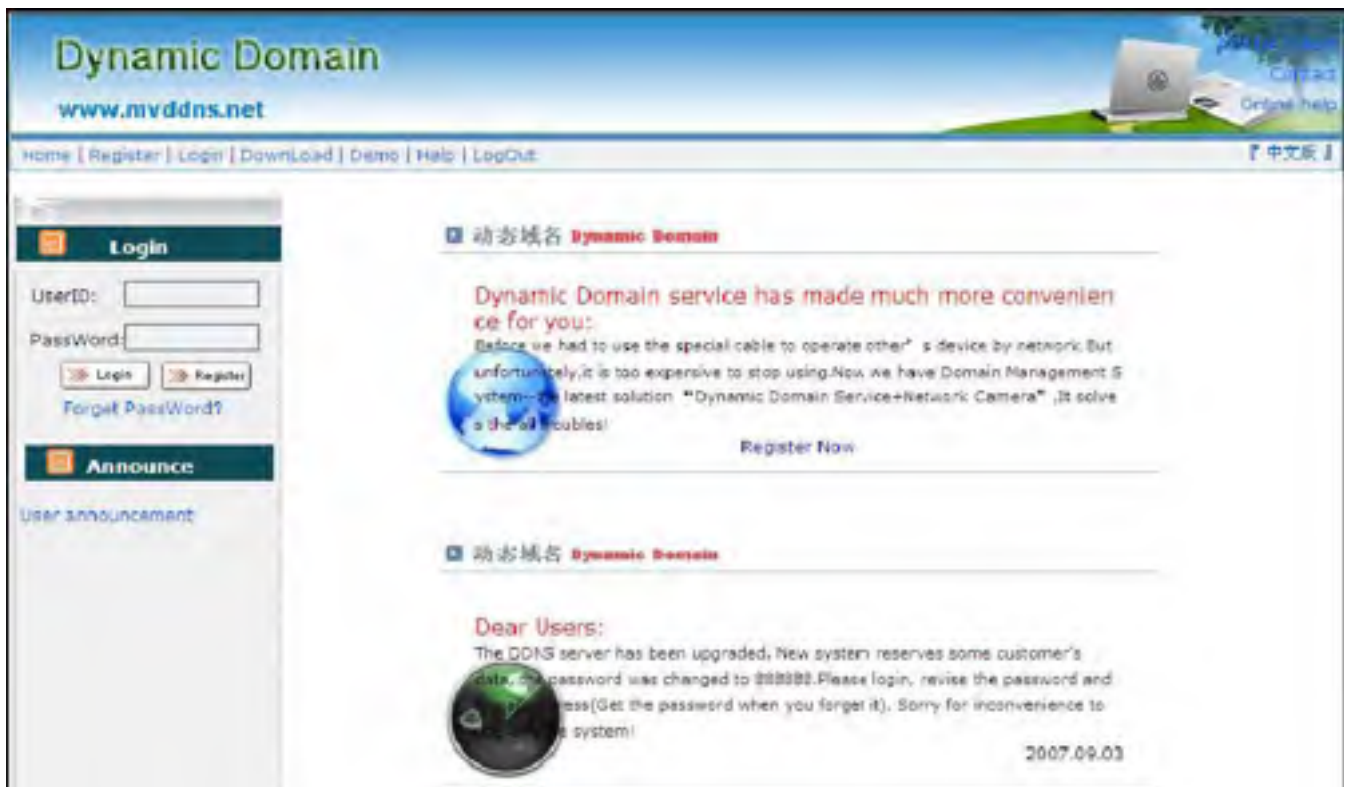 Dynamic Domain
www.mvddns.net
Contact
Online help
Home | Register | Login | DownLoad | Demo | Help | LogOut
『 中文版 』
Login
UserID:
PassWord:
Login
Register
Forget PassWord?
Announce
User announcement
动态域名 Dynamic Domain
Dynamic Domain service has made much more convenien
ce for you:
Before we had to use the special cable to operate other’ s device by network. But
unfortunately,it is too expensive to stop using.Now we have Domain Management S
ystem--the latest solution “Dynamic Domain Service+Network Camera” .It solve
s the all troubles!
Register Now
动态域名 Dynamic Domain
Dear Users:
The DDNS server has been upgraded. New system reserves some customer's
data, the password was changed to 888888.Please login, revise the password and
(Get the password when you forget it). Sorry for inconvenience to
system!
2007.09.03